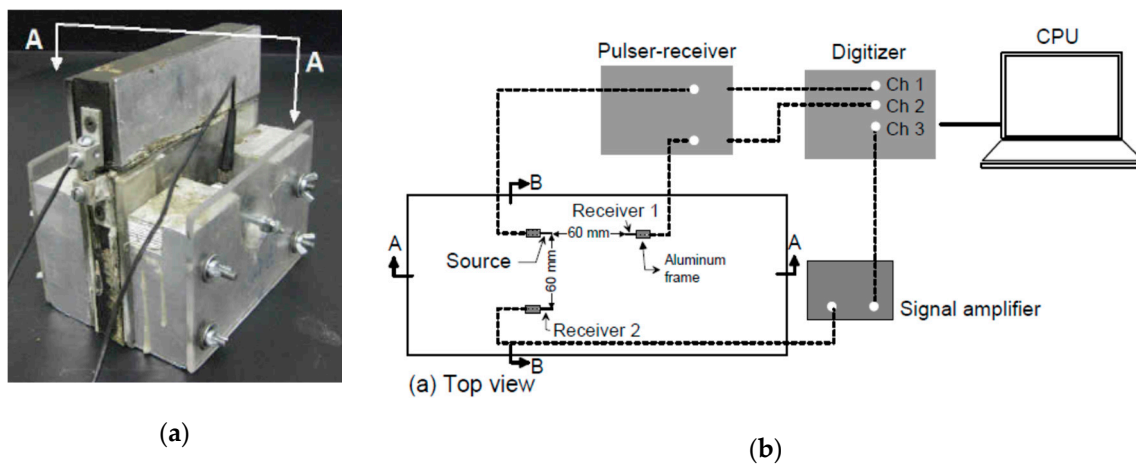 A
A
(a)
Pulser-receiver
Digitizer
CPU
Ch 1
Ch 2
Ch 3
B
Receiver 1
60 mm
A
A
Source
Aluminum
frame
60 mm
Signal amplifier
Receiver 2
B
(a) Top view
(b)